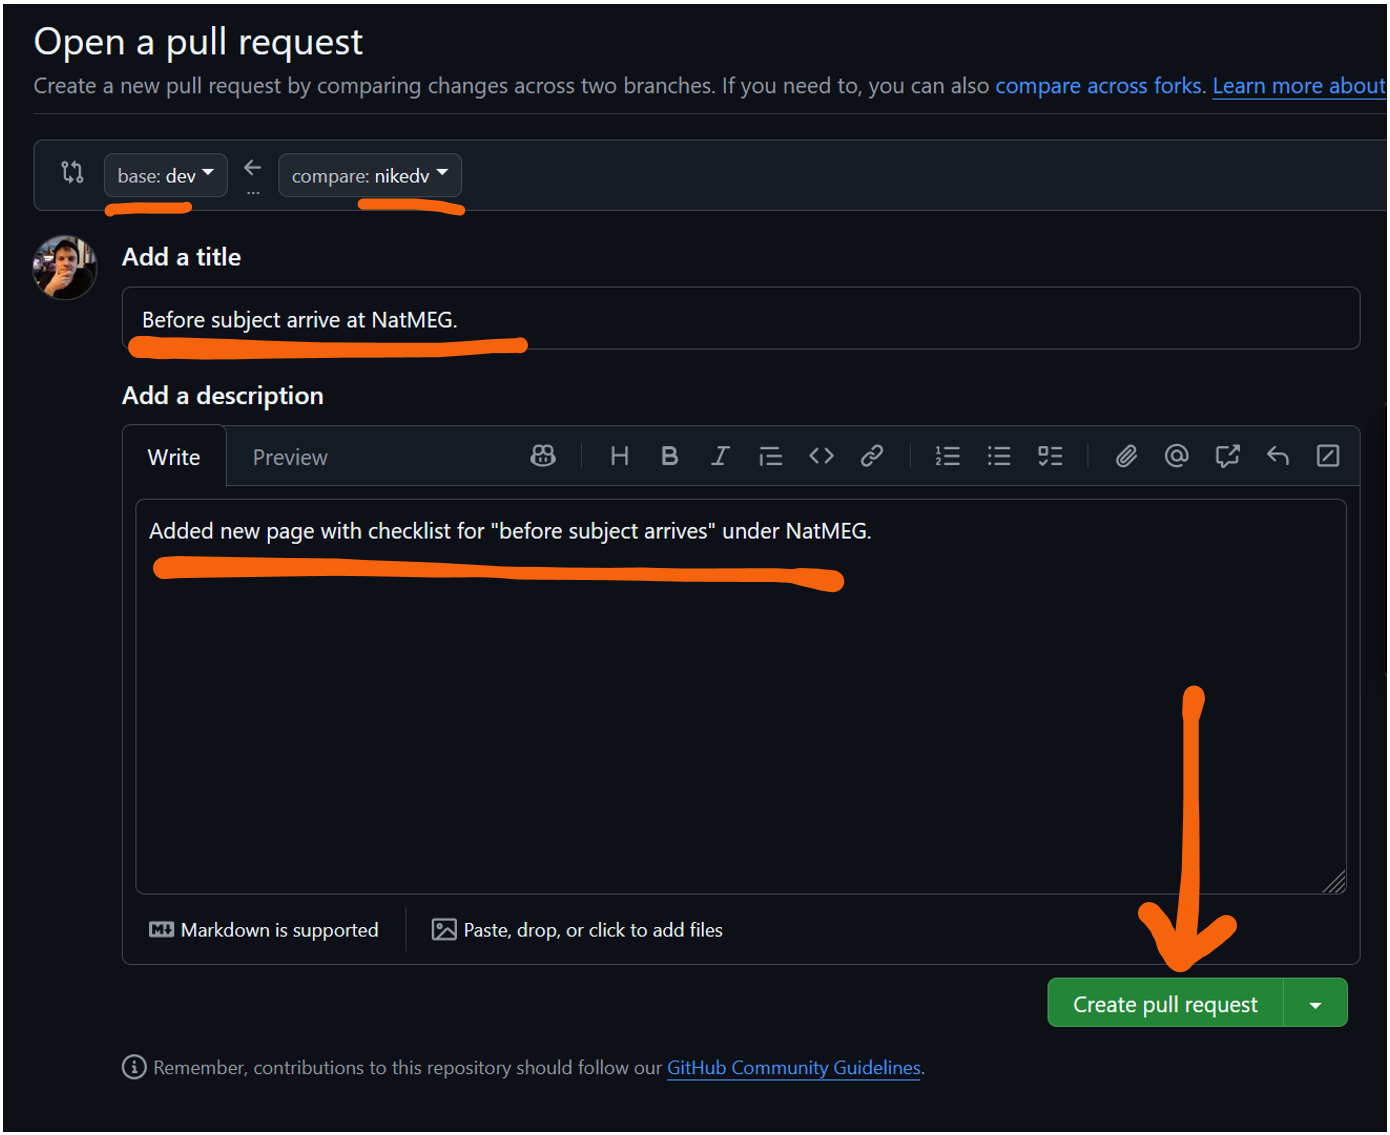 Open a pull request
Create a new pull request by comparing changes across two branches. If you need to, you can also compare across forks. Learn more about
base: dev
...
compare: nikedv
Add a title
Before subject arrive at NatMEG.
Add a description
Write
Preview
Added new page with checklist for "before subject arrives" under NatMEG.
Markdown is supported
Paste, drop, or click to add files
Create pull request
Remember, contributions to this repository should follow our GitHub Community Guidelines.